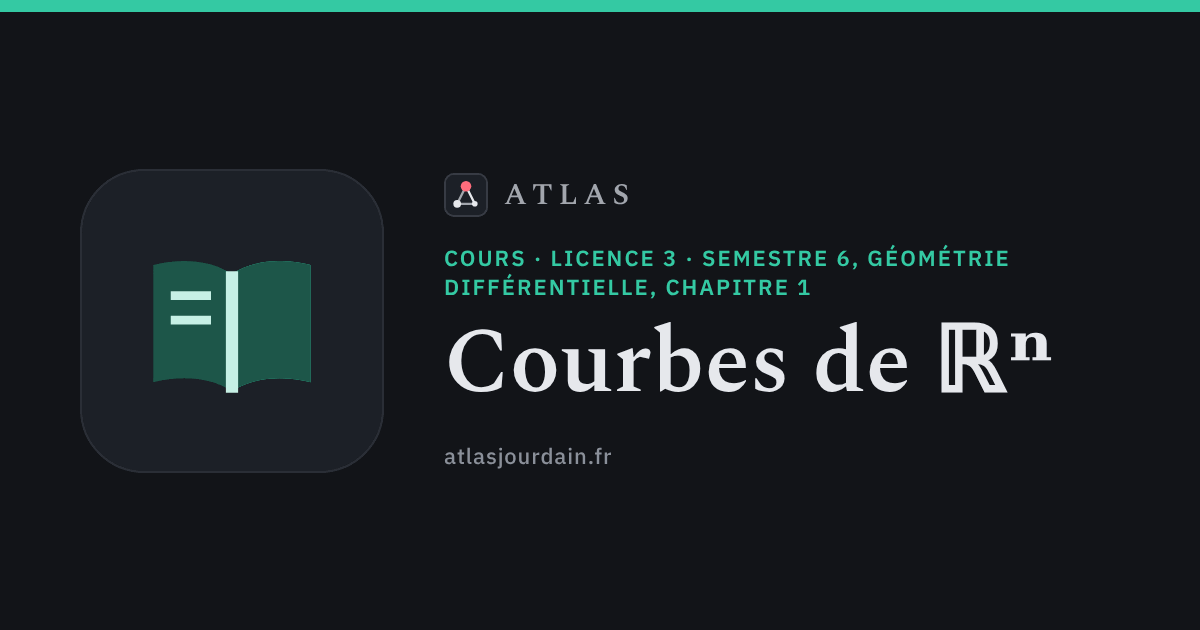 ATLAS
COURS · LICENCE 3 · SEMESTRE 6, GÉOMÉTRIE
DIFFÉRENTIELLE, CHAPITRE 1
Courbes de ℝⁿ
atlasjourdain.fr